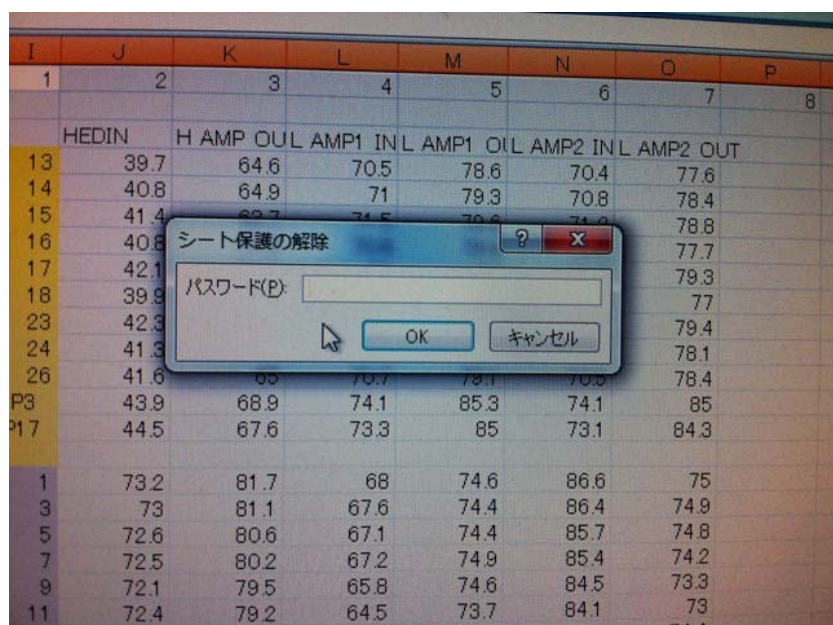 I J K L M N O P
1 2 3 4 5 6 7 8
HEDIN H AMP OU L AMP1 IN L AMP1 OU L AMP2 IN L AMP2 OUT
13 39.7 64.6 70.5 78.6 70.4 77.6
14 40.8 64.9 71 79.3 70.8 78.4
15 41.4 78.8
16 40.8 77.7
シート保護の解除
17 42.1 79.3
パスワード(P):
18 39.9 77
23 42.3 79.4
OK キャンセル
24 41.3 78.1
26 41.6 78.4
P3 43.9 68.9 74.1 85.3 74.1 85
P17 44.5 67.6 73.3 85 73.1 84.3
1 73.2 81.7 68 74.6 86.6 75
3 73 81.1 67.6 74.4 86.4 74.9
5 72.6 80.6 67.1 74.4 85.7 74.8
7 72.5 80.2 67.2 74.9 85.4 74.2
9 72.1 79.5 65.8 74.6 84.5 73.3
11 72.4 79.2 64.5 73.7 84.1 73